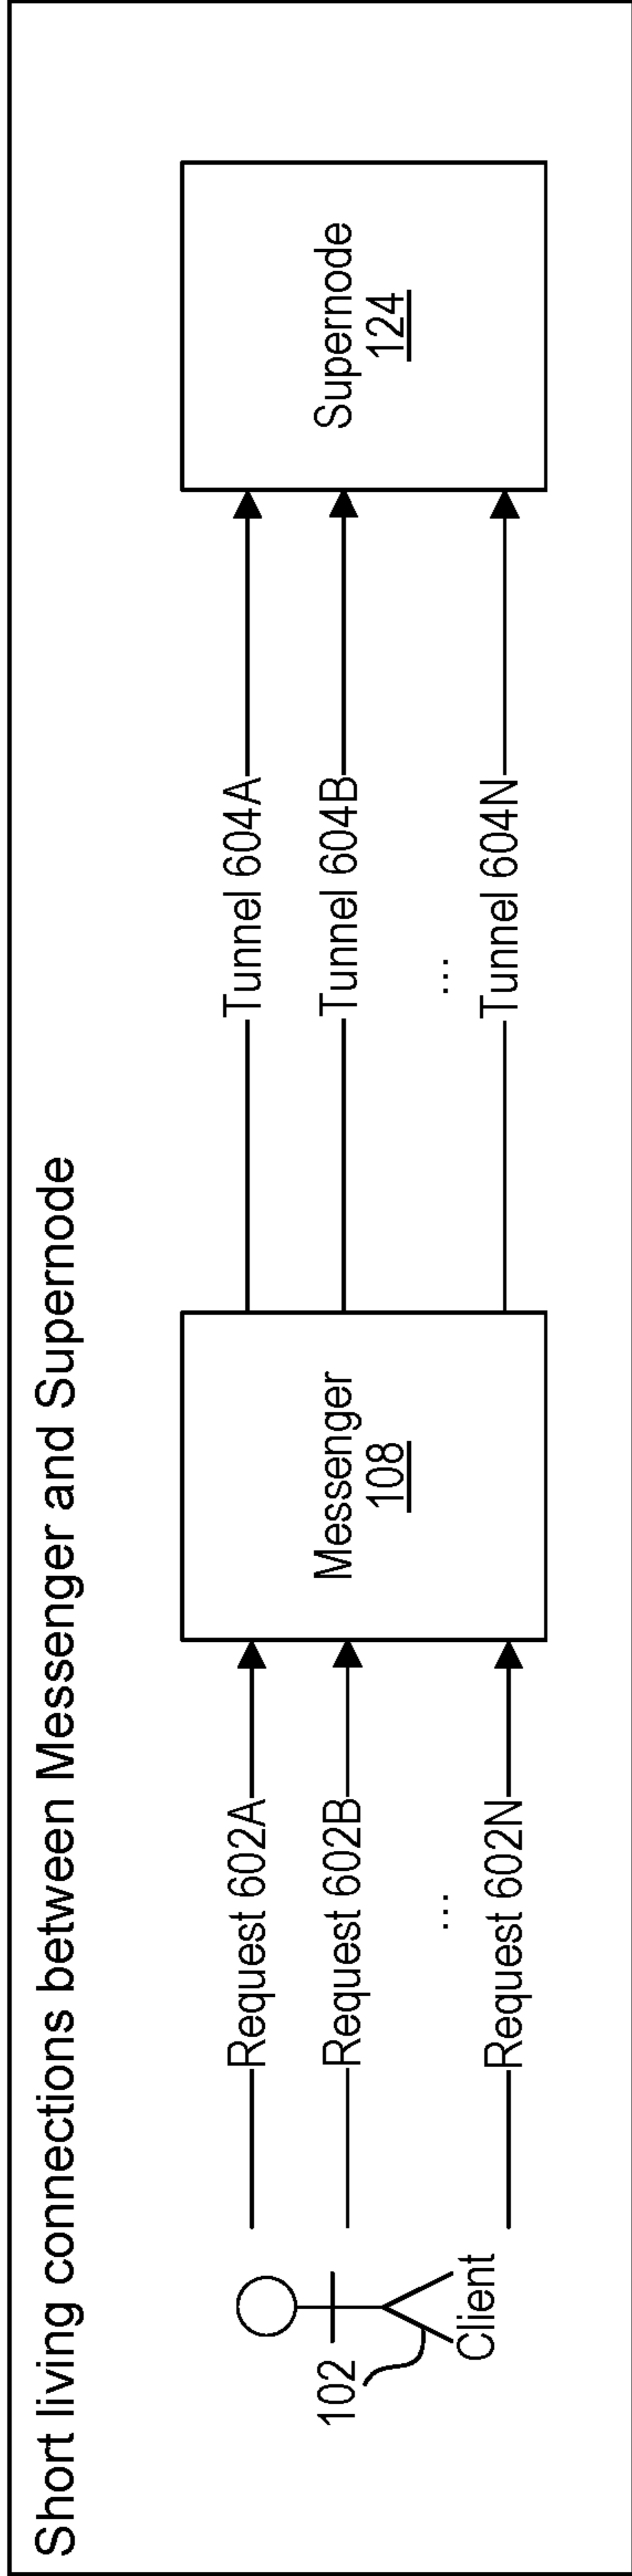 Short living connections between Messenger and Supernode
102
Client
Request 602A
Request 602B
...
Request 602N
Messenger
108
Tunnel 604A
Tunnel 604B
...
Tunnel 604N
Supernode
124